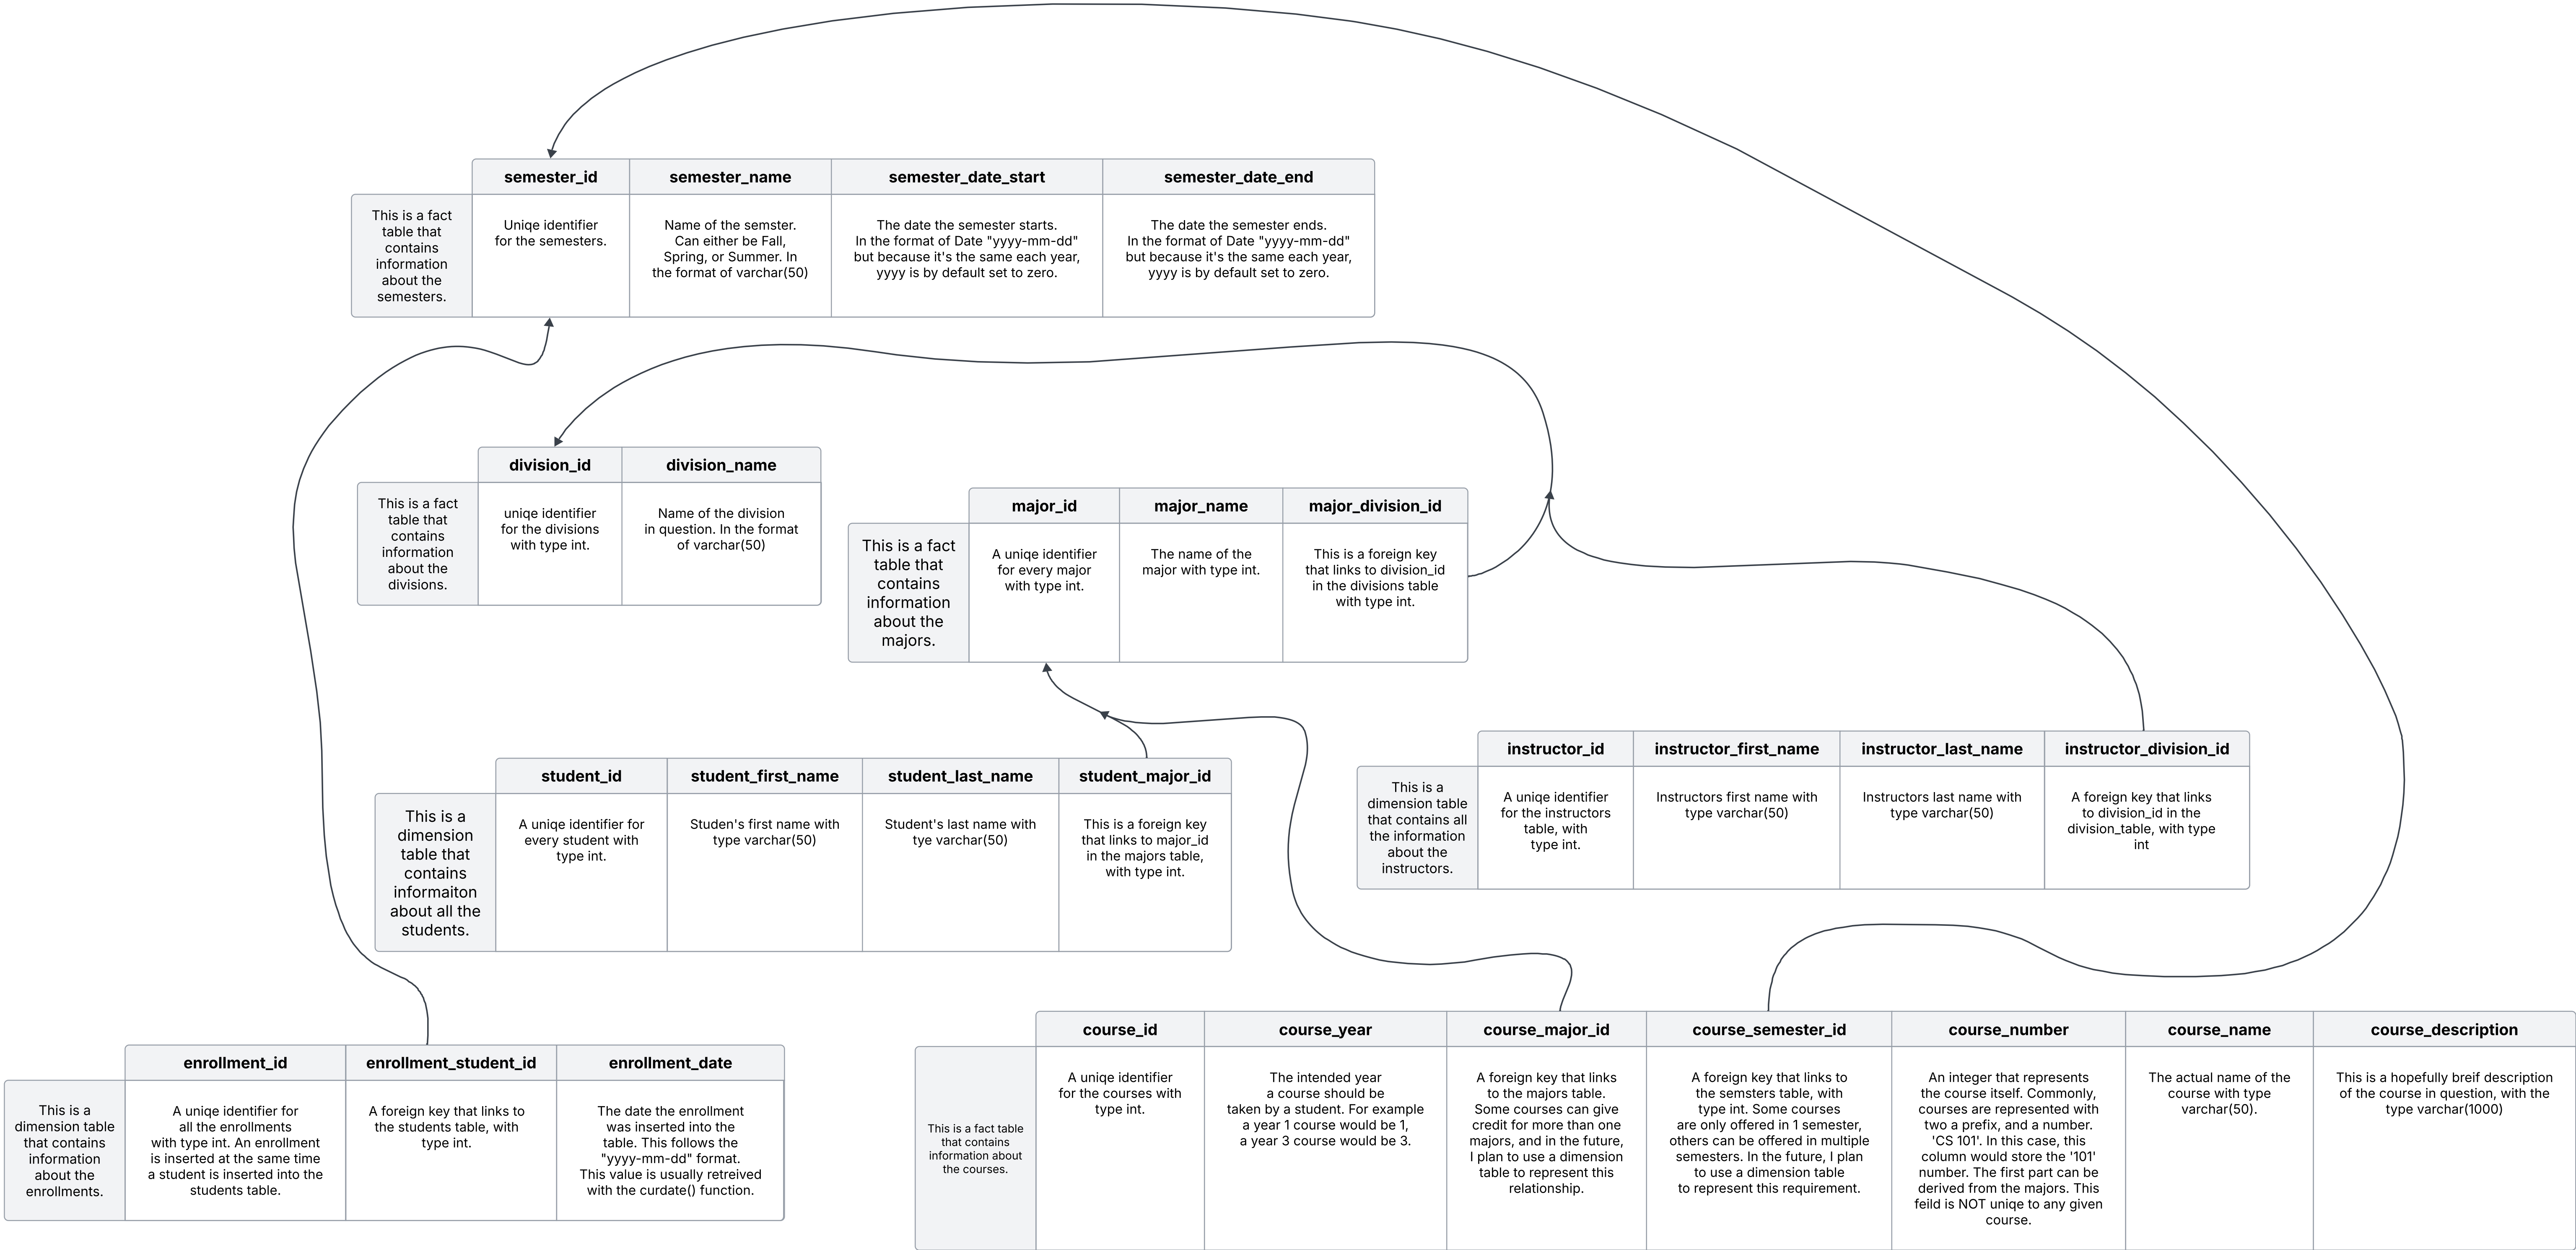 semester_id
semester_name
semester_date_start
semester_date_end
This is a fact
table that
contains
information
about the
semesters.
Uniqe identifier
for the semesters.
Name of the semster.
Can either be Fall,
Spring, or Summer. In
the format of varchar(50)
The date the semester starts.
In the format of Date "yyyy-mm-dd"
but because it's the same each year,
yyyy is by default set to zero.
The date the semester ends.
In the format of Date "yyyy-mm-dd"
but because it's the same each year,
yyyy is by default set to zero.
division_id
division_name
This is a fact
table that
contains
information
about the
divisions.
uniqe identifier
for the divisions
with type int.
Name of the division
in question. In the format
of varchar(50)
major_id
major_name
major_division_id
This is a fact
table that
contains
information
about the
majors.
A uniqe identifier
for every major
with type int.
The name of the
major with type int.
This is a foreign key
that links to division_id
in the divisions table
with type int.
student_id
student_first_name
student_last_name
student_major_id
This is a
dimension
table that
contains
informaiton
about all the
students.
A uniqe identifier for
every student with
type int.
Studen's first name with
type varchar(50)
Student's last name with
tye varchar(50)
This is a foreign key
that links to major_id
in the majors table,
with type int.
instructor_id
instructor_first_name
instructor_last_name
instructor_division_id
This is a
dimension table
that contains all
the information
about the
instructors.
A uniqe identifier
for the instructors
table, with
type int.
Instructors first name with
type varchar(50)
Instructors last name with
type varchar(50)
A foreign key that links
to division_id in the
division_table, with type
int
enrollment_id
enrollment_student_id
enrollment_date
This is a
dimension table
that contains
information
about the
enrollments.
A uniqe identifier for
all the enrollments
with type int. An enrollment
is inserted at the same time
a student is inserted into the
students table.
A foreign key that links to
the students table, with
type int.
The date the enrollment
was inserted into the
table. This follows the
"yyyy-mm-dd" format.
This value is usually retreived
with the curdate() function.
course_id
course_year
course_major_id
course_semester_id
course_number
course_name
course_description
This is a fact table
that contains
information about
the courses.
A uniqe identifier
for the courses with
type int.
The intended year
a course should be
taken by a student. For example
a year 1 course would be 1,
a year 3 course would be 3.
A foreign key that links
to the majors table.
Some courses can give
credit for more than one
majors, and in the future,
I plan to use a dimension
table to represent this
relationship.
A foreign key that links to
the semsters table, with
type int. Some courses
are only offered in 1 semester,
others can be offered in multiple
semesters. In the future, I plan
to use a dimension table
to represent this requirement.
An integer that represents
the course itself. Commonly,
courses are represented with
two a prefix, and a number.
'CS 101'. In this case, this
column would store the '101'
number. The first part can be
derived from the majors. This
feild is NOT uniqe to any given
course.
The actual name of the
course with type
varchar(50).
This is a hopefully breif description
of the course in question, with the
type varchar(1000)